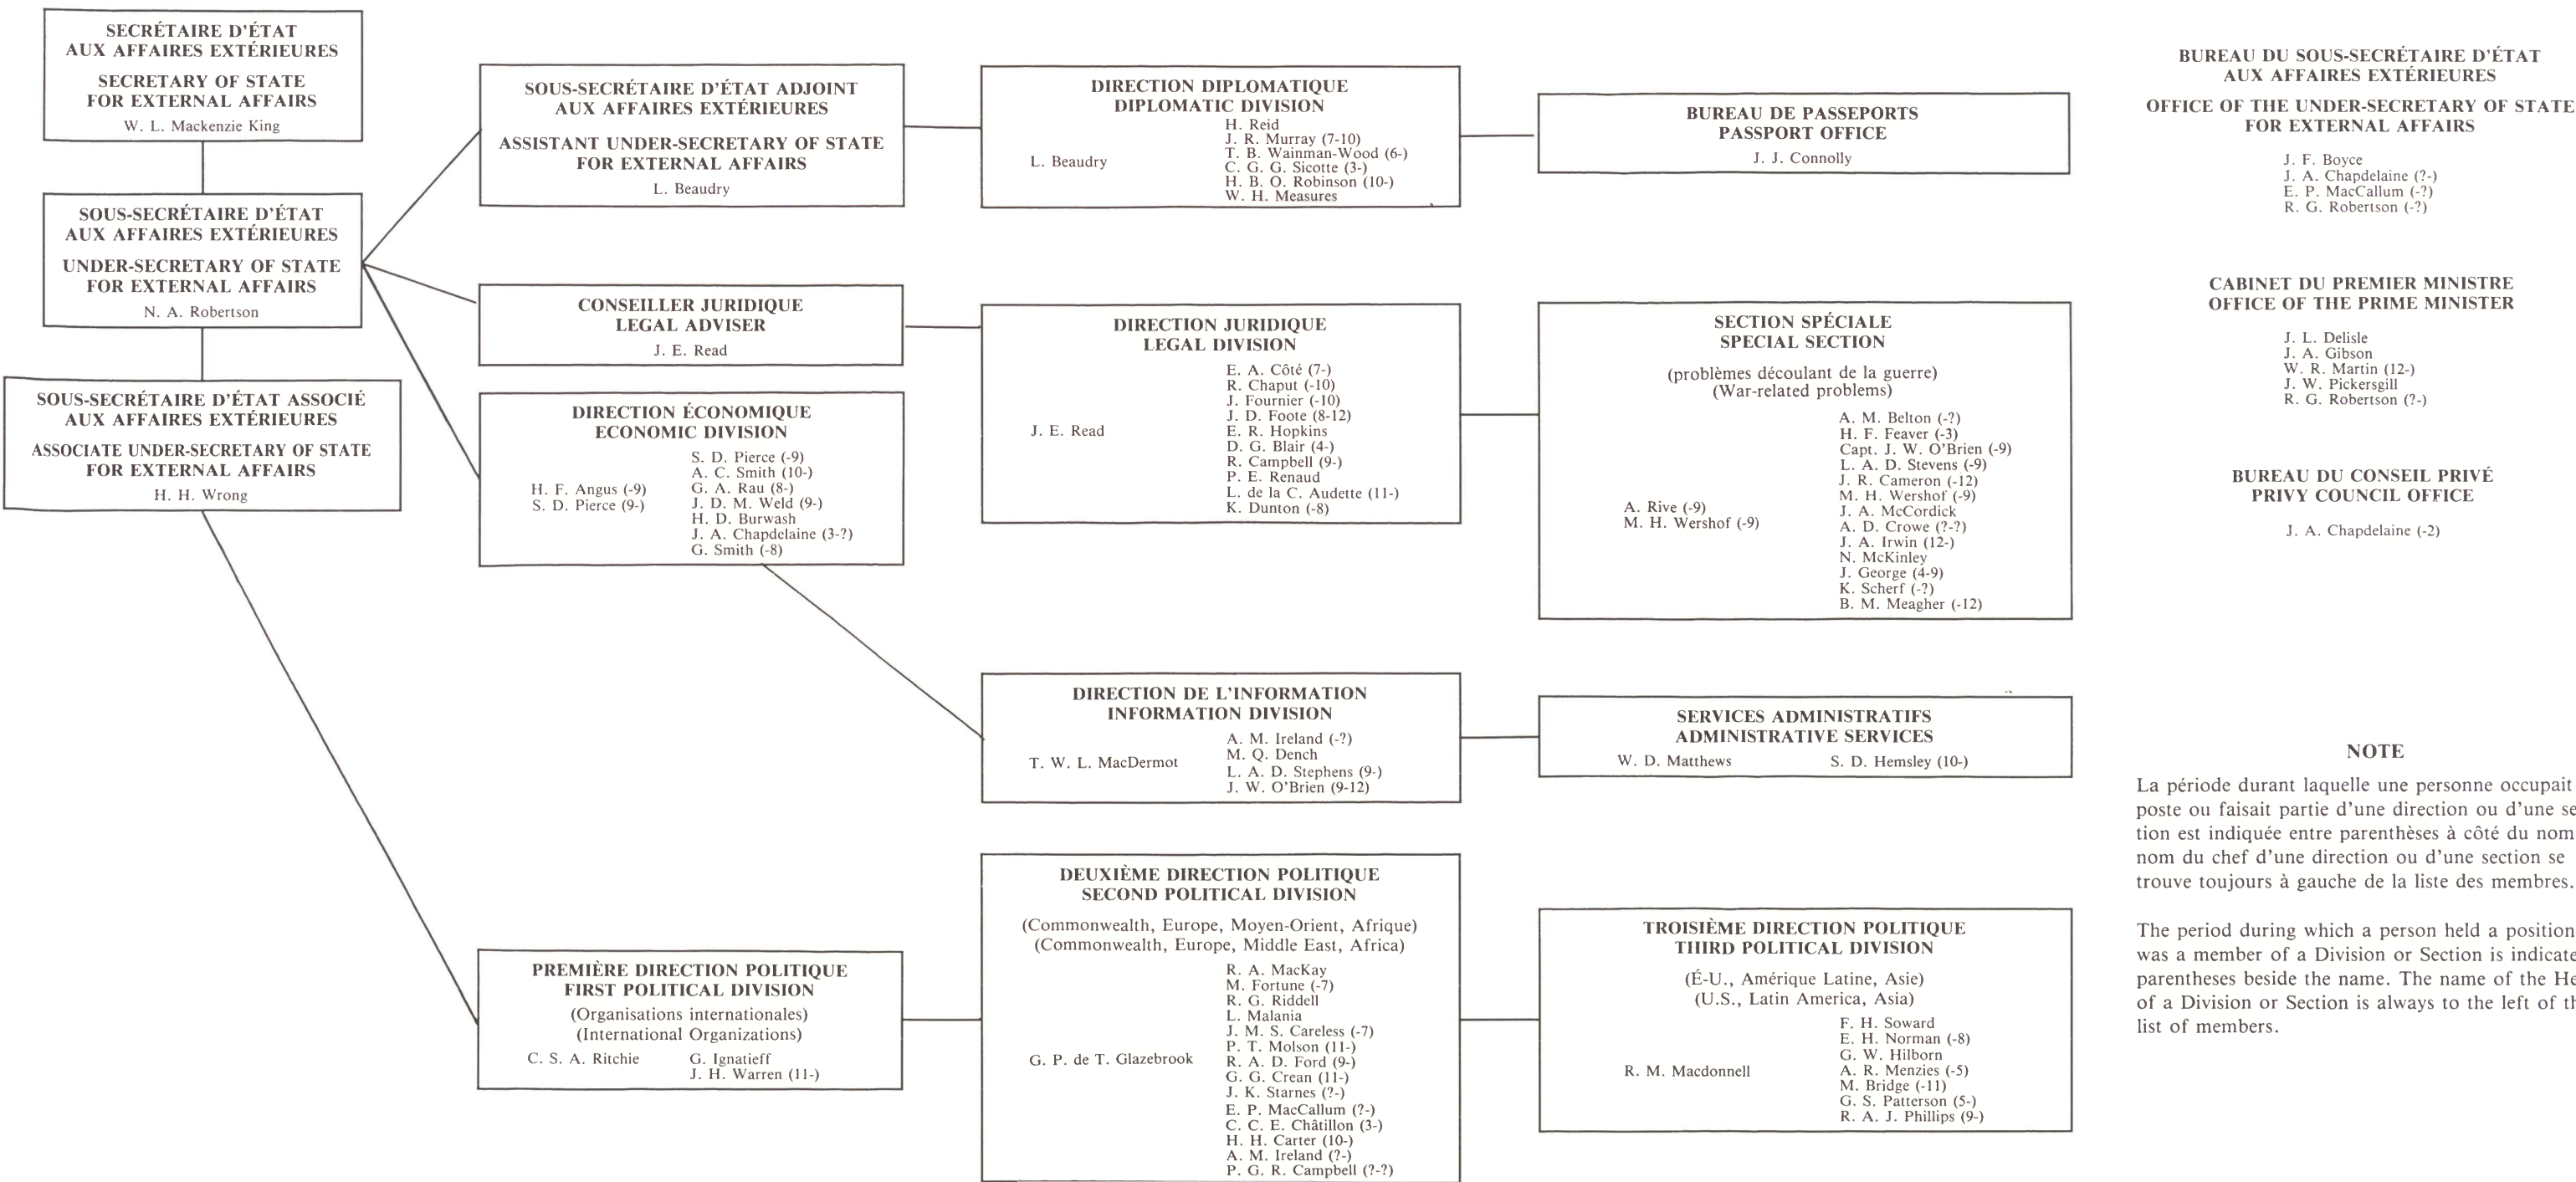 SECRÉTAIRE D'ÉTAT
AUX AFFAIRES EXTÉRIEURES
SECRETARY OF STATE
FOR EXTERNAL AFFAIRS
W. L. Mackenzie King
SOUS-SECRÉTAIRE D'ÉTAT
AUX AFFAIRES EXTÉRIEURES
UNDER-SECRETARY OF STATE
FOR EXTERNAL AFFAIRS
N. A. Robertson
SOUS-SECRÉTAIRE D'ÉTAT ASSOCIÉ
AUX AFFAIRES EXTÉRIEURES
ASSOCIATE UNDER-SECRETARY OF STATE
FOR EXTERNAL AFFAIRS
H. H. Wrong
SOUS-SECRÉTAIRE D'ÉTAT ADJOINT
AUX AFFAIRES EXTÉRIEURES
ASSISTANT UNDER-SECRETARY OF STATE
FOR EXTERNAL AFFAIRS
L. Beaudry
CONSEILLER JURIDIQUE
LEGAL ADVISER
J. E. Read
DIRECTION ÉCONOMIQUE
ECONOMIC DIVISION
H. F. Angus (-9)
S. D. Pierce (9-)
S. D. Pierce (-9)
A. C. Smith (10-)
G. A. Rau (8-)
J. D. M. Weld (9-)
H. D. Burwash
J. A. Chapdelaine (3-?)
G. Smith (-8)
PREMIÈRE DIRECTION POLITIQUE
FIRST POLITICAL DIVISION
(Organisations internationales)
(International Organizations)
C. S. A. Ritchie
G. Ignatieff
J. H. Warren (11-)
DIRECTION DIPLOMATIQUE
DIPLOMATIC DIVISION
L. Beaudry
H. Reid
J. R. Murray (7-10)
T. B. Wainman-Wood (6-)
C. G. G. Sicotte (3-)
H. B. O. Robinson (10-)
W. H. Measures
DIRECTION JURIDIQUE
LEGAL DIVISION
J. E. Read
E. A. Côté (7-)
R. Chaput (-10)
J. Fournier (-10)
J. D. Foote (8-12)
E. R. Hopkins
D. G. Blair (4-)
R. Campbell (9-)
P. E. Renaud
L. de la C. Audette (11-)
K. Dunton (-8)
DIRECTION DE L'INFORMATION
INFORMATION DIVISION
T. W. L. MacDermot
A. M. Ireland (-?)
M. Q. Dench
L. A. D. Stephens (9-)
J. W. O'Brien (9-12)
DEUXIÈME DIRECTION POLITIQUE
SECOND POLITICAL DIVISION
(Commonwealth, Europe, Moyen-Orient, Afrique)
(Commonwealth, Europe, Middle East, Africa)
G. P. de T. Glazebrook
R. A. MacKay
M. Fortune (-7)
R. G. Riddell
L. Malania
J. M. S. Careless (-7)
P. T. Molson (11-)
R. A. D. Ford (9-)
G. G. Crean (11-)
J. K. Starnes (?-)
E. P. MacCallum (?-)
C. C. E. Châtillon (3-)
H. H. Carter (10-)
A. M. Ireland (?-)
P. G. R. Campbell (?-?)
BUREAU DE PASSEPORTS
PASSPORT OFFICE
J. J. Connolly
SECTION SPÉCIALE
SPECIAL SECTION
(problèmes découlant de la guerre)
(War-related problems)
A. Rive (-9)
M. H. Wershof (-9)
A. M. Belton (-?)
H. F. Feaver (-3)
Capt. J. W. O'Brien (-9)
L. A. D. Stevens (-9)
J. R. Cameron (-12)
M. H. Wershof (-9)
J. A. McCordick
A. D. Crowe (?-?)
J. A. Irwin (12-)
N. McKinley
J. George (4-9)
K. Scherf (-?)
B. M. Meagher (-12)
SERVICES ADMINISTRATIFS
ADMINISTRATIVE SERVICES
W. D. Matthews
S. D. Hemsley (10-)
TROISIÈME DIRECTION POLITIQUE
THIRD POLITICAL DIVISION
(É-U., Amérique Latine, Asie)
(U.S., Latin America, Asia)
R. M. Macdonnell
F. H. Soward
E. H. Norman (-8)
G. W. Hilborn
A. R. Menzies (-5)
M. Bridge (-11)
G. S. Patterson (5-)
R. A. J. Phillips (9-)
BUREAU DU SOUS-SECRÉTAIRE D'ÉTAT
AUX AFFAIRES EXTÉRIEURES
OFFICE OF THE UNDER-SECRETARY OF STATE
FOR EXTERNAL AFFAIRS
J. F. Boyce
J. A. Chapdelaine (?-)
E. P. MacCallum (-?)
R. G. Robertson (-?)
CABINET DU PREMIER MINISTRE
OFFICE OF THE PRIME MINISTER
J. L. Delisle
J. A. Gibson
W. R. Martin (12-)
J. W. Pickersgill
R. G. Robertson (?-)
BUREAU DU CONSEIL PRIVÉ
PRIVY COUNCIL OFFICE
J. A. Chapdelaine (-2)
NOTE
La période durant laquelle une personne occupait
poste ou faisait partie d'une direction ou d'une se
tion est indiquée entre parenthèses à côté du nom
nom du chef d'une direction ou d'une section se
trouve toujours à gauche de la liste des membres.
The period during which a person held a position
was a member of a Division or Section is indicate
parentheses beside the name. The name of the He
of a Division or Section is always to the left of th
list of members.